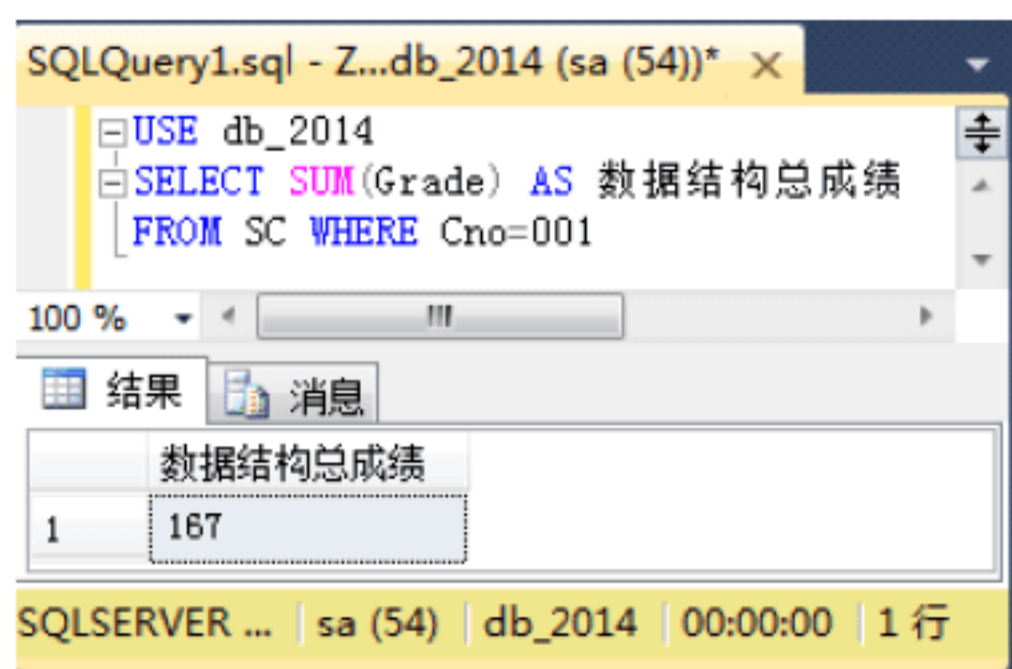 SQLQuery1.sql - Z...db_2014 (sa (54))*
USE db_2014
SELECT SUM(Grade) AS 数据结构总成绩
FROM SC WHERE Cno=001
100 %
结果 消息
数据结构总成绩
1 167
SQLSERVER ... sa (54) db_2014 00:00:00 1 行